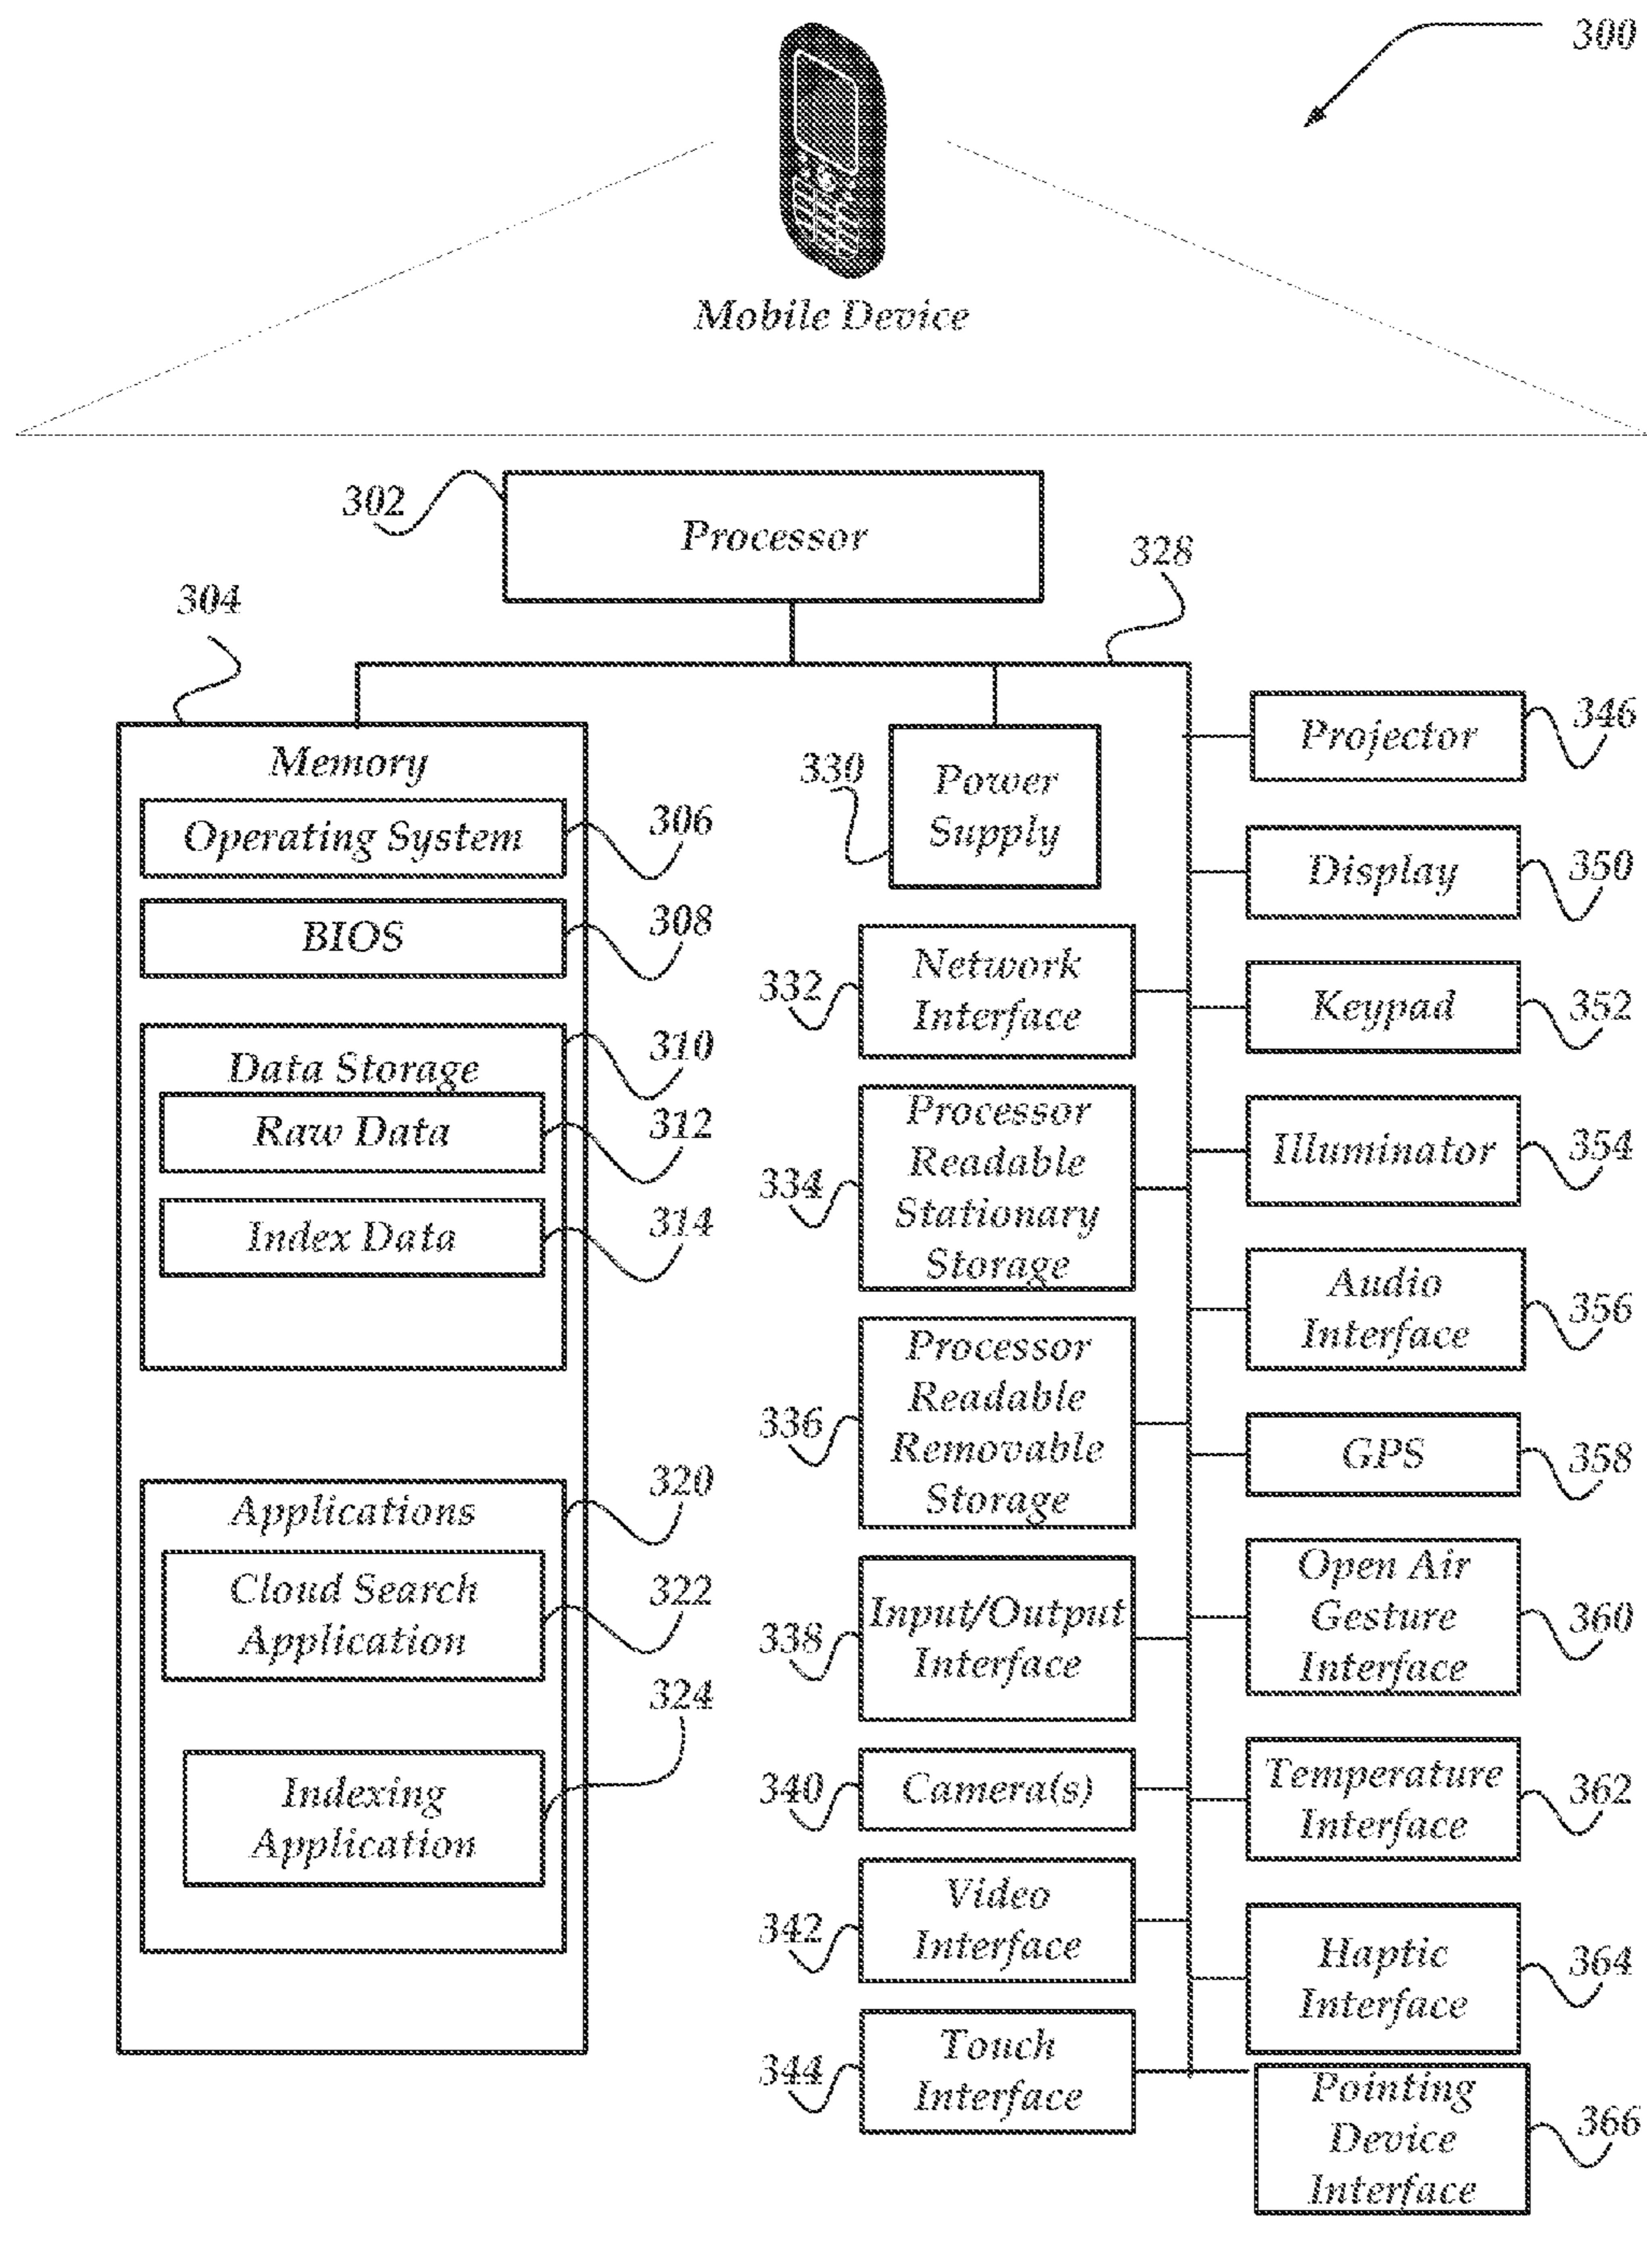 300
Mobile Device
302
Processor
328
304
Memory
Operating System
306
BIOS
308
Data Storage
310
Raw Data
312
Index Data
314
Applications
320
Cloud Search
Application
322
Indexing
Application
324
330
Power
Supply
332
Network
Interface
334
Processor
Readable
Stationary
Storage
336
Processor
Readable
Removable
Storage
338
Input/Output
Interface
340
Camera(s)
342
Video
Interface
344
Touch
Interface
Projector
346
Display
350
Keypad
352
Illuminator
354
Audio
Interface
356
GPS
358
Open Air
Gesture
Interface
360
Temperature
Interface
362
Haptic
Interface
364
Pointing
Device
Interface
366